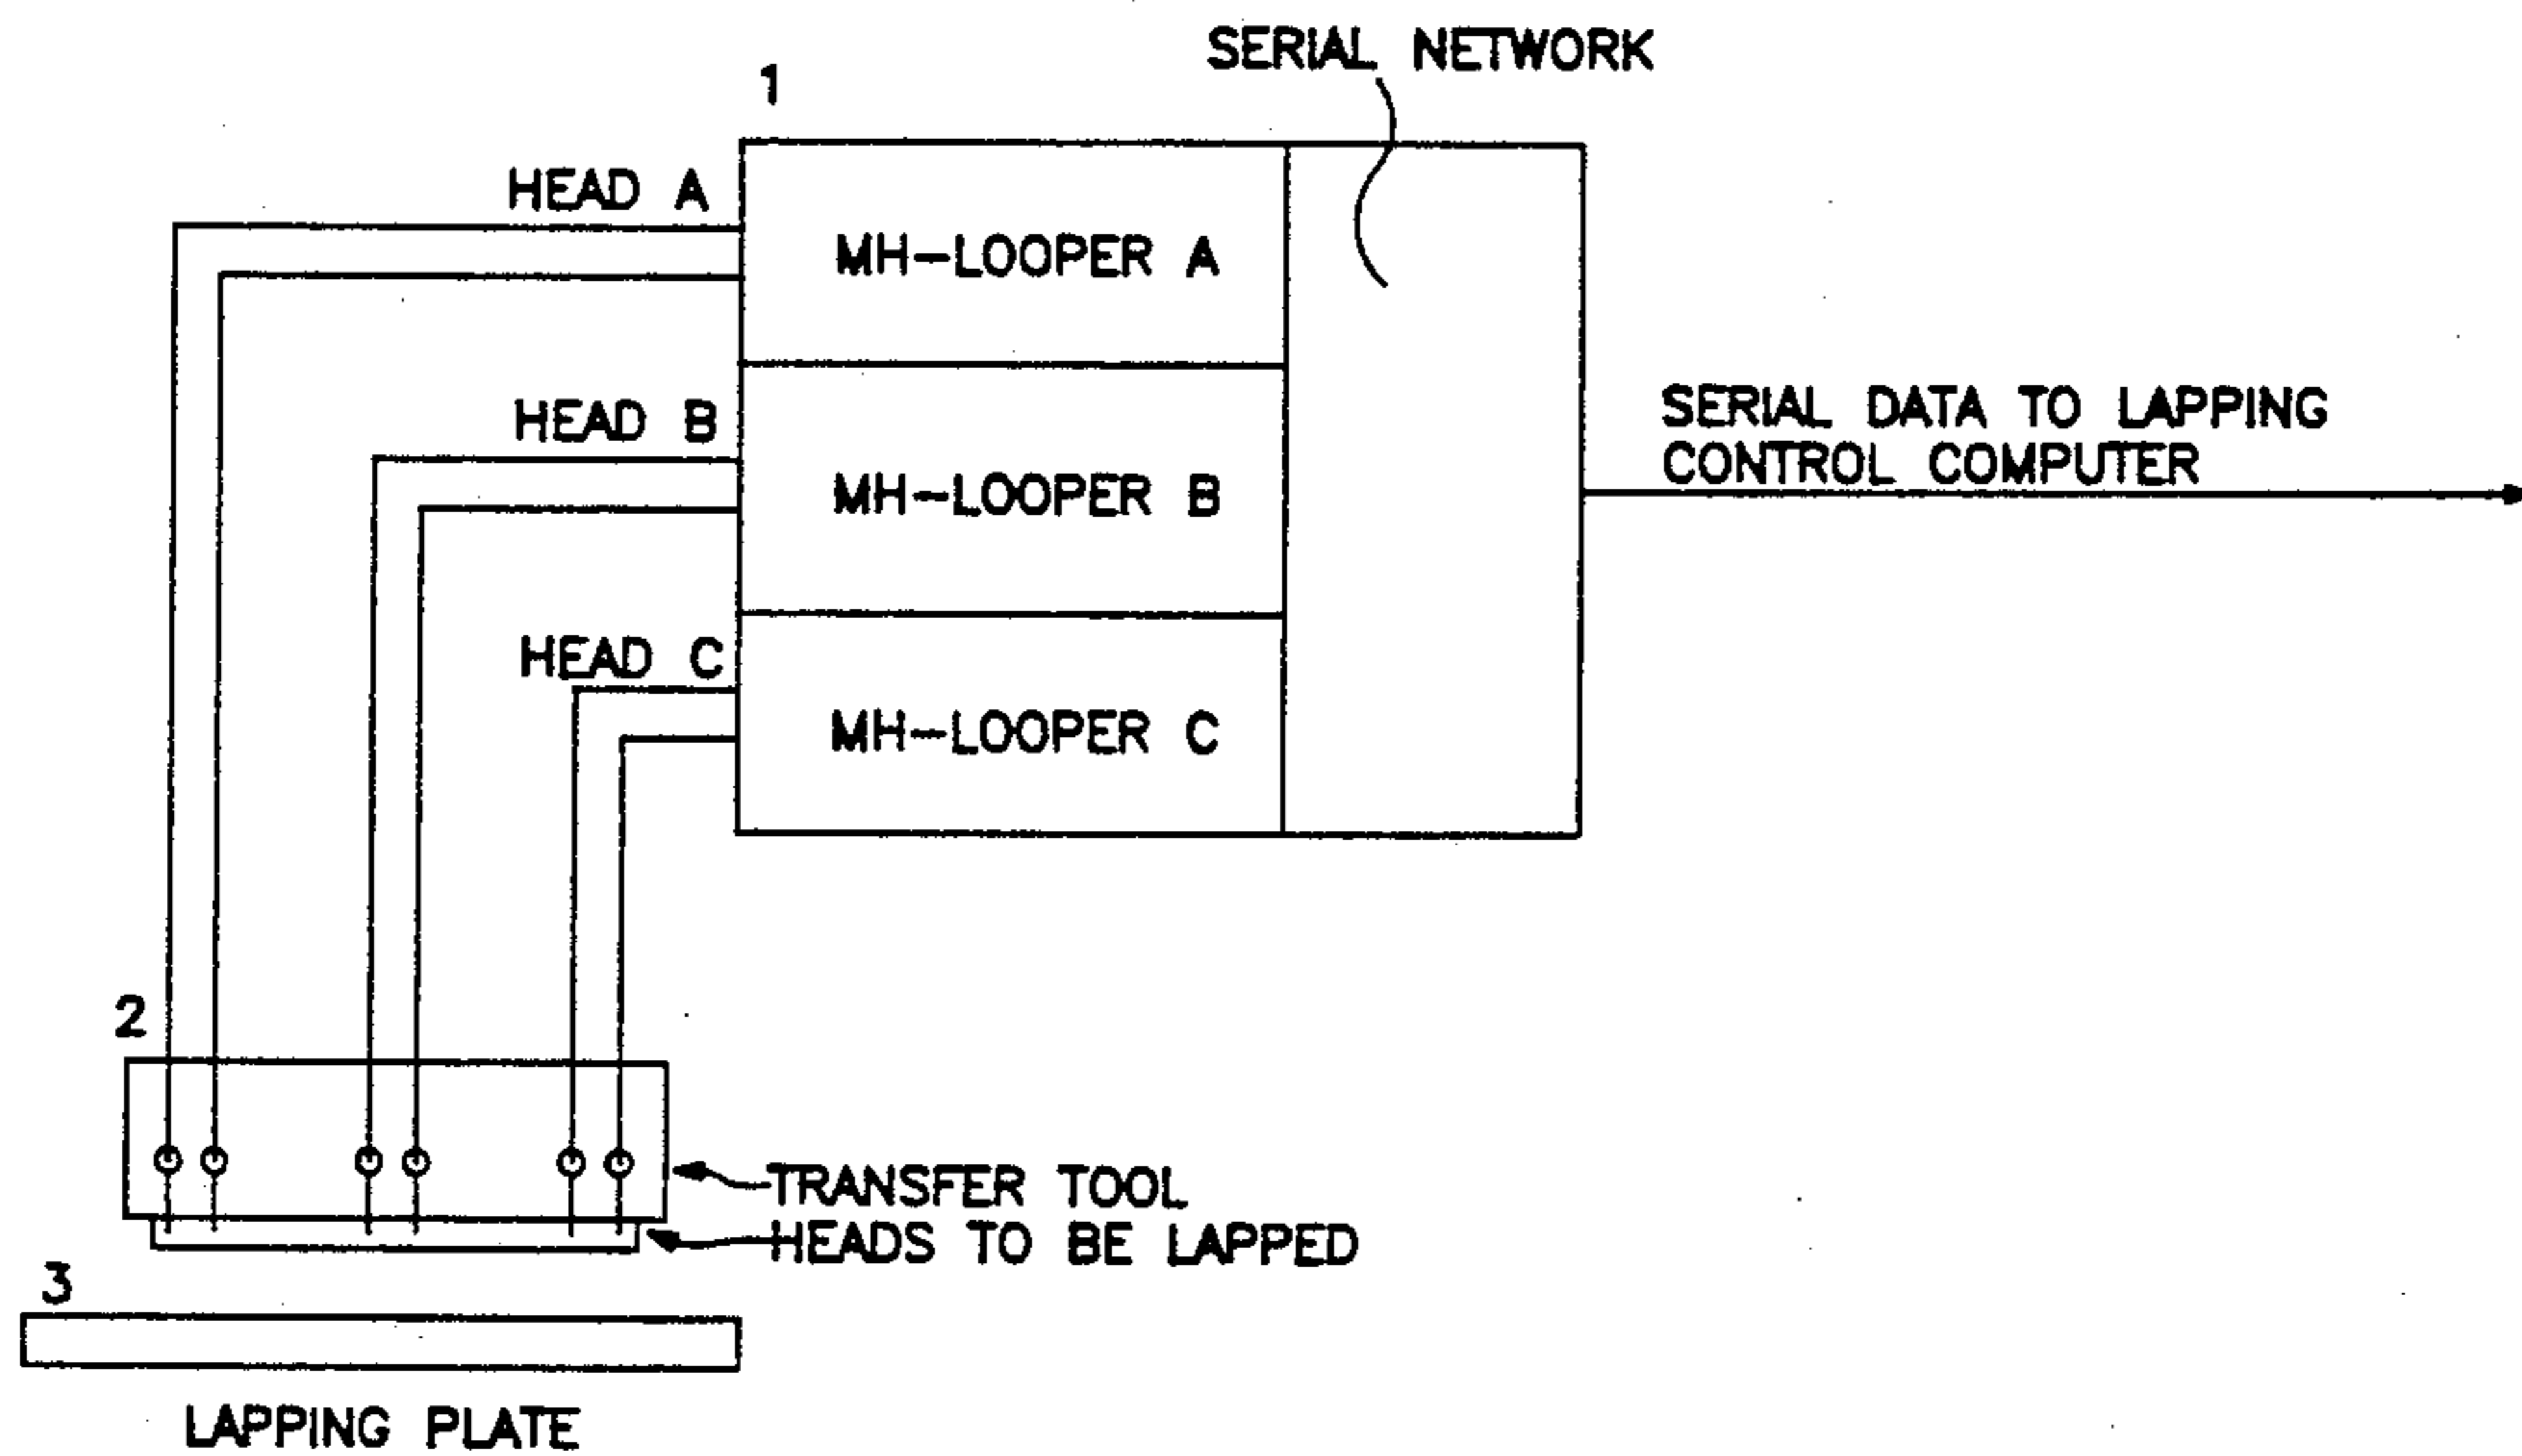 SERIAL NETWORK
1
HEAD A
MH-LOOPER A
HEAD B
MH-LOOPER B
SERIAL DATA TO LAPPING
CONTROL COMPUTER
HEAD C
MH-LOOPER C
2
TRANSFER TOOL
HEADS TO BE LAPPED
3
LAPPING PLATE